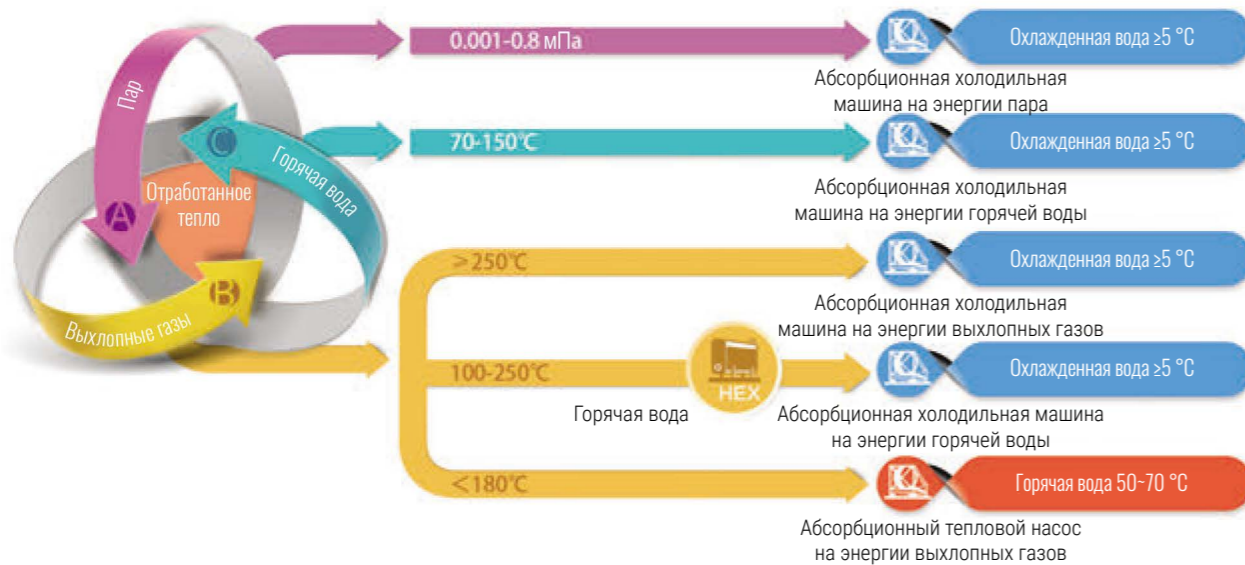 Пар
A
C
Горячая вода
Отработанное
тепло
B
Выхлопные газы
0.001-0.8 мПа
Охлажденная вода ≥5 °C
Абсорбционная холодильная
машина на энергии пара
70-150℃
Охлажденная вода ≥5 °C
Абсорбционная холодильная
машина на энергии горячей воды
>250℃
Охлажденная вода ≥5 °C
Абсорбционная холодильная
машина на энергии выхлопных газов
100-250℃
HEX
Охлажденная вода ≥5 °C
Горячая вода
Абсорбционная холодильная машина
на энергии горячей воды
<180℃
Горячая вода 50~70 °C
Абсорбционный тепловой насос
на энергии выхлопных газов